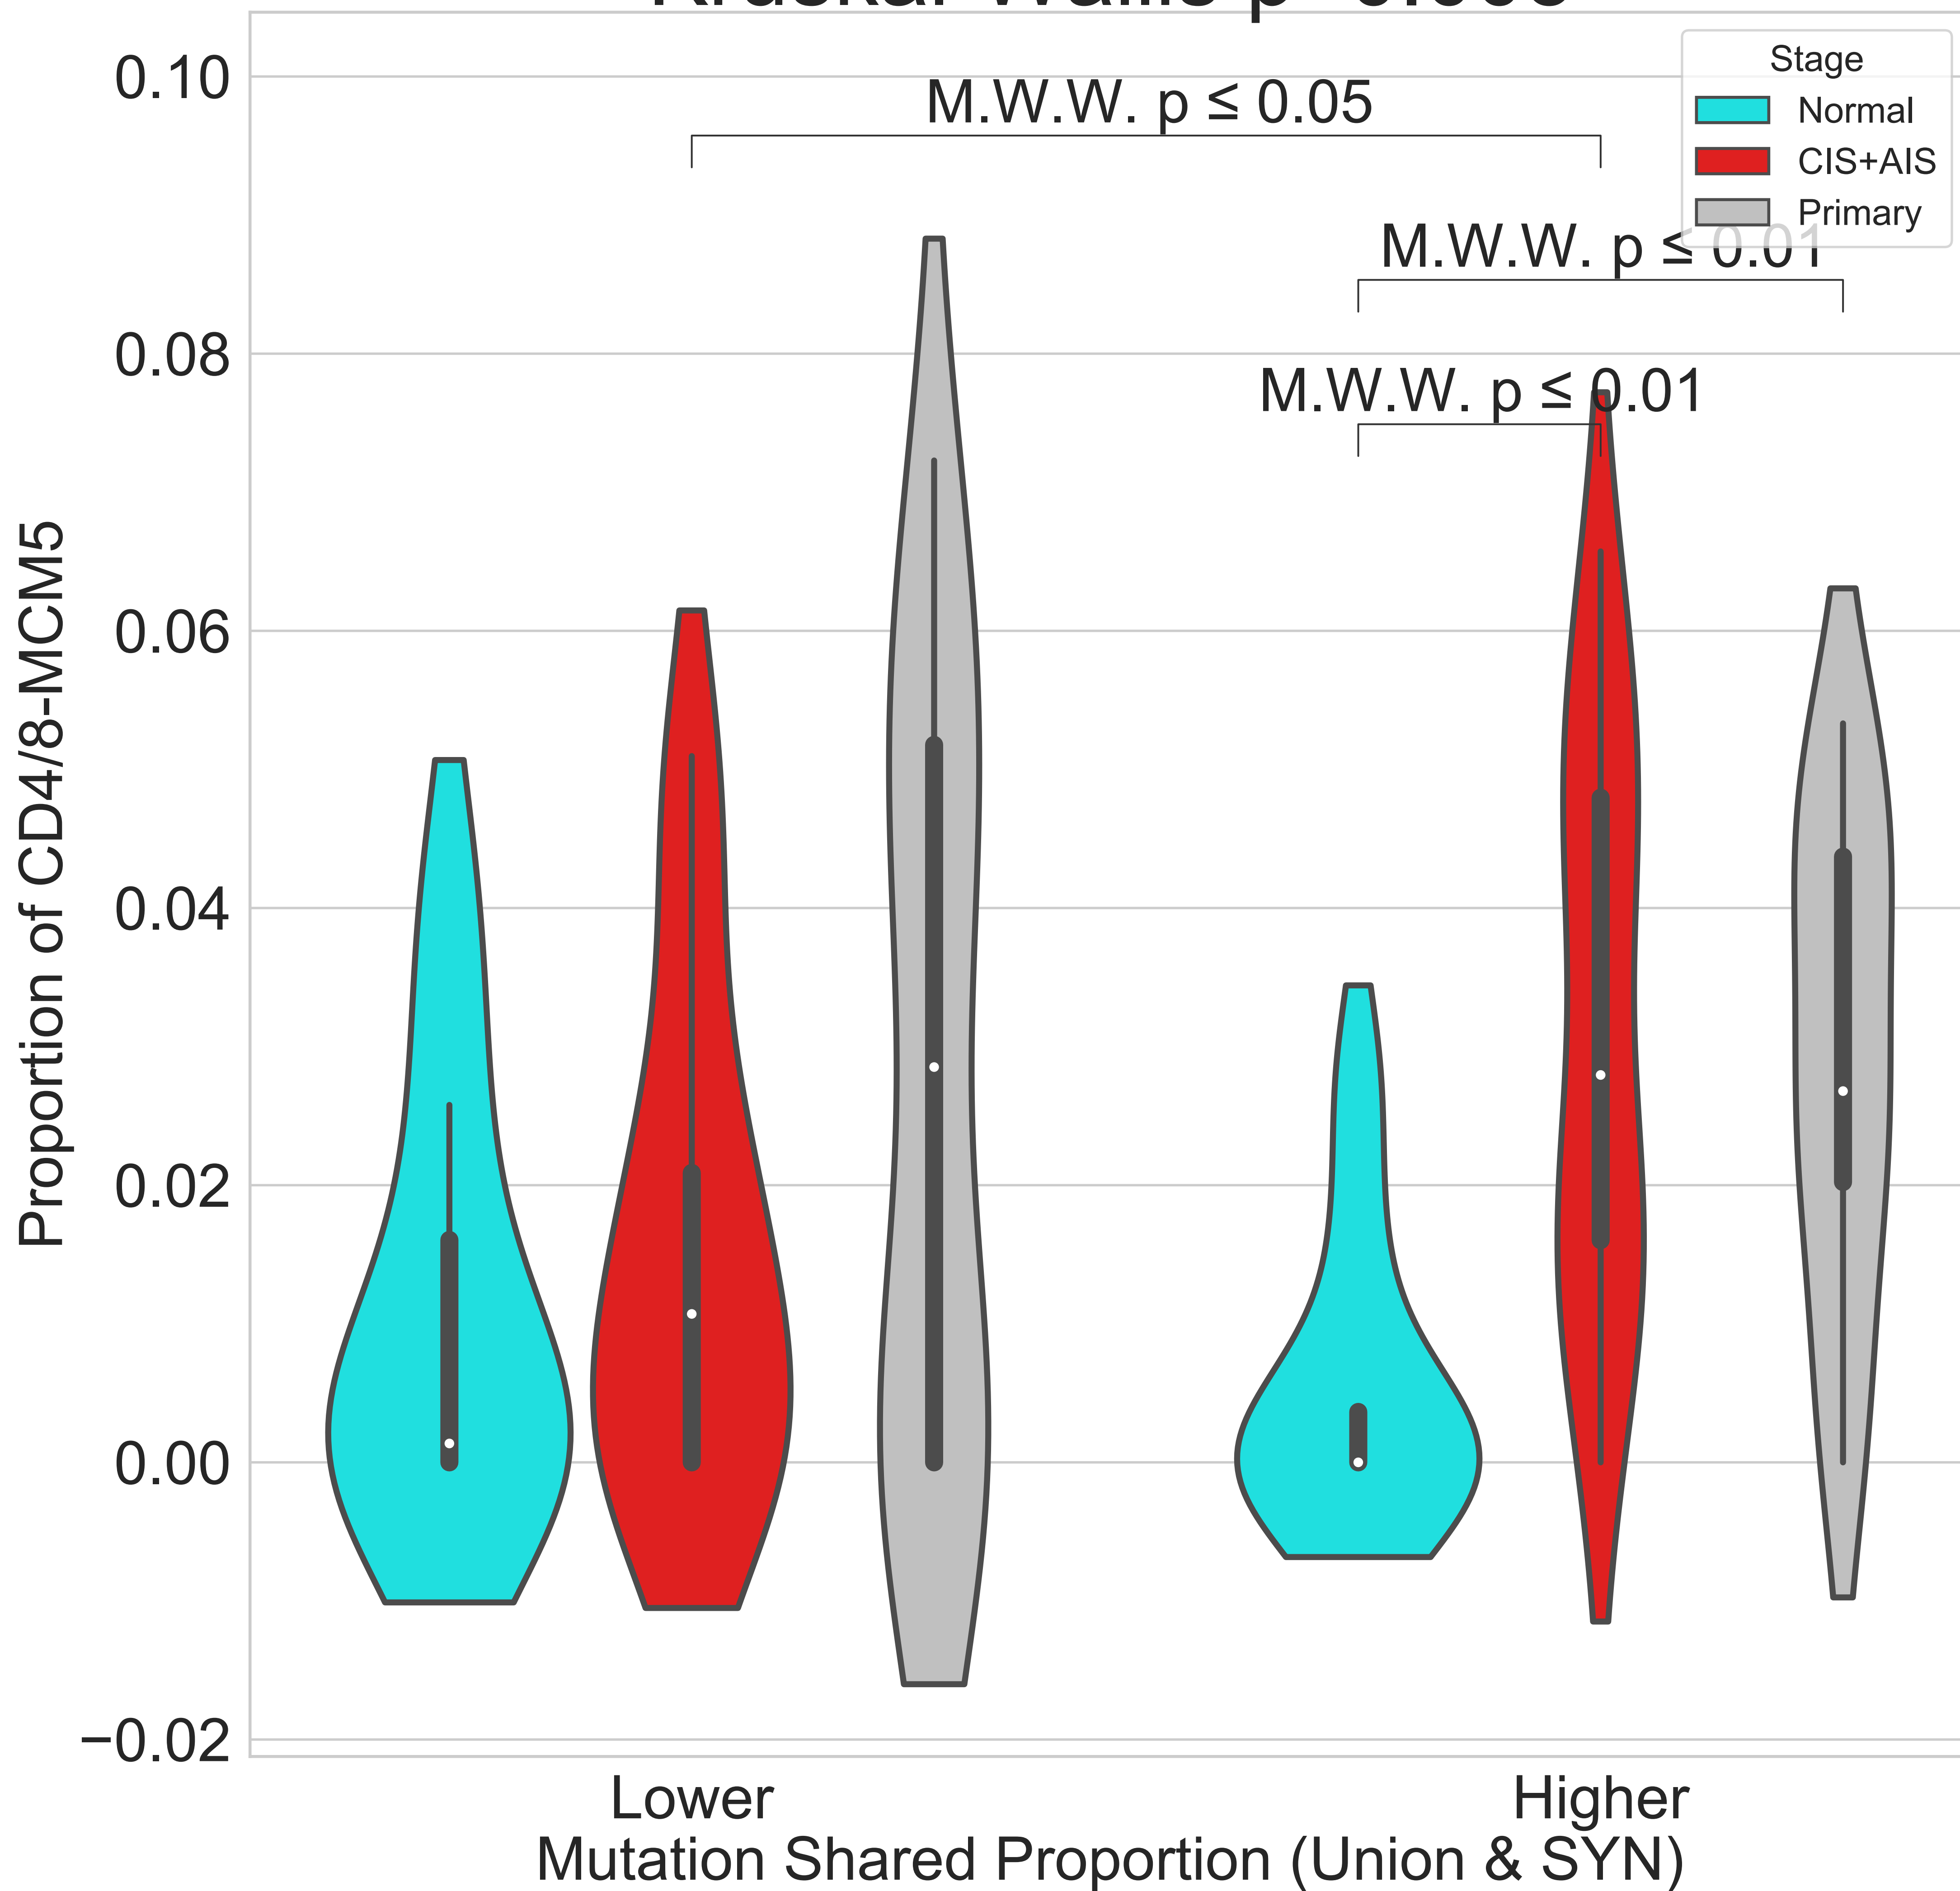 0.10
0.08
0.06
0.04
0.02
0.00
−0.02
Proportion of CD4/8-MCM5
M.W.W. p ≤ 0.05
M.W.W. p ≤ 0.01
M.W.W. p ≤ 0.01
Stage
Normal
CIS+AIS
Primary
Lower
Higher
Mutation Shared Proportion (Union & SYN)